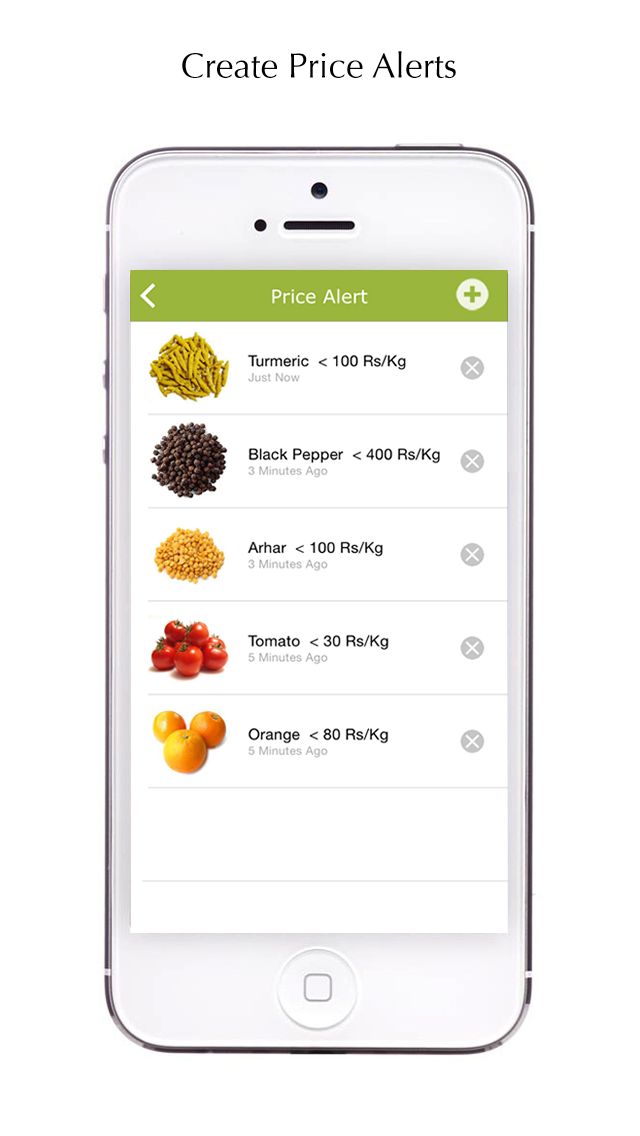 Create Price Alerts
Price Alert
Turmeric < 100 Rs/Kg
Just Now
Black Pepper < 400 Rs/Kg
3 Minutes Ago
Arhar < 100 Rs/Kg
3 Minutes Ago
Tomato < 30 Rs/Kg
5 Minutes Ago
Orange < 80 Rs/Kg
5 Minutes Ago